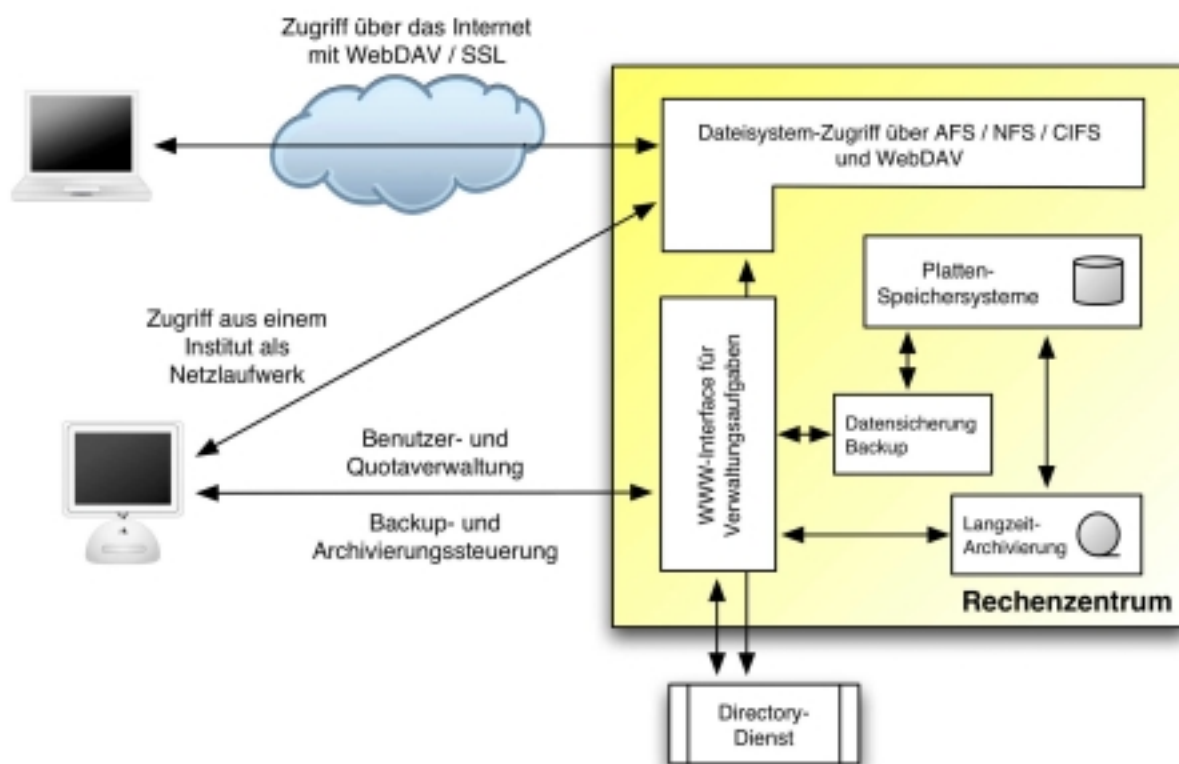 Zugriff über das Internet
mit WebDAV / SSL
Dateisystem-Zugriff über AFS / NFS / CIFS
und WebDAV
Platten-
Speichersysteme
Zugriff aus einem
Institut als
Netzlaufwerk
WWW-Interface für
Verwaltungsaufgaben
Datensicherung
Backup
Benutzer- und
Quotaverwaltung
Backup- und
Archivierungssteuerung
Langzeit-
Archivierung
Rechenzentrum
Directory-
Dienst